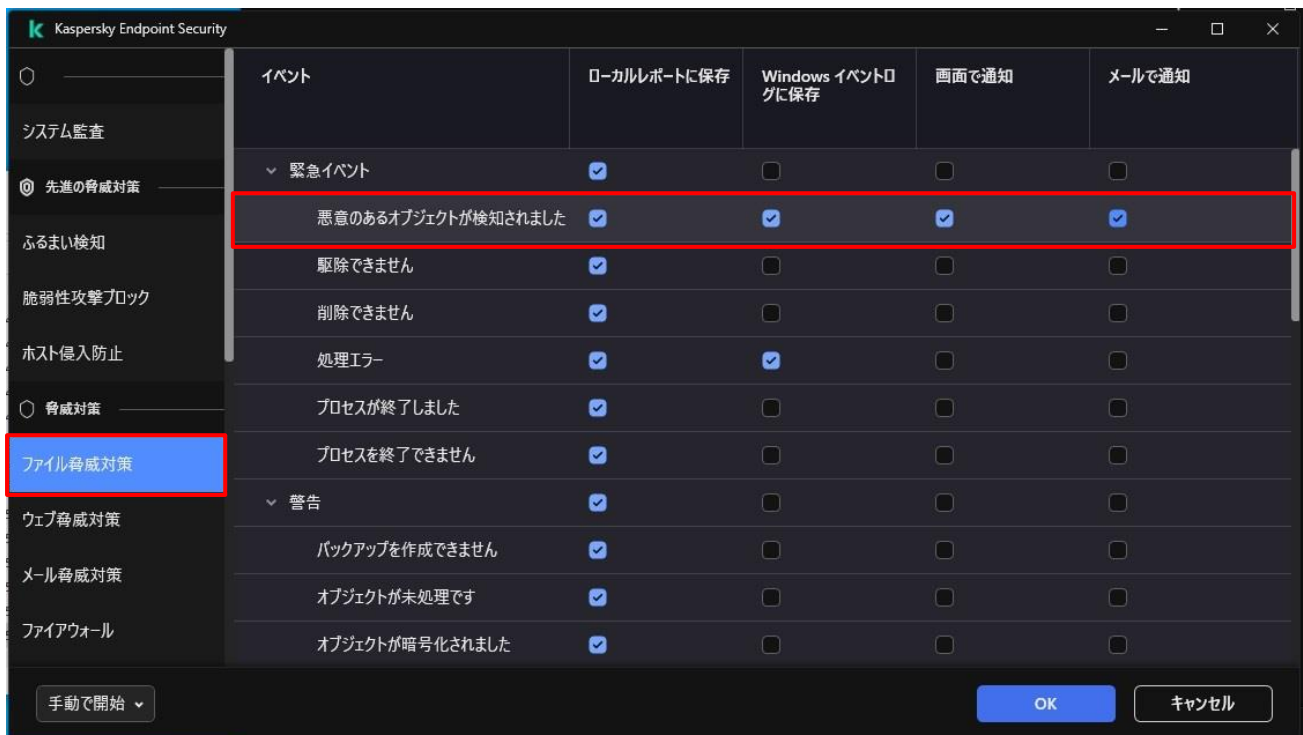 Kaspersky Endpoint Security
システム監査
先進の脅威対策
ふるまい検知
脆弱性攻撃ブロック
ホスト侵入防止
脅威対策
ファイル脅威対策
ウェブ脅威対策
メール脅威対策
ファイアウォール
イベント
ローカルレポートに保存
Windows イベントロ
グに保存
画面で通知
メールで通知
緊急イベント
悪意のあるオブジェクトが検知されました
駆除できません
削除できません
処理エラー
プロセスが終了しました
プロセスを終了できません
警告
バックアップを作成できません
オブジェクトが未処理です
オブジェクトが暗号化されました
手動で開始
OK
キャンセル